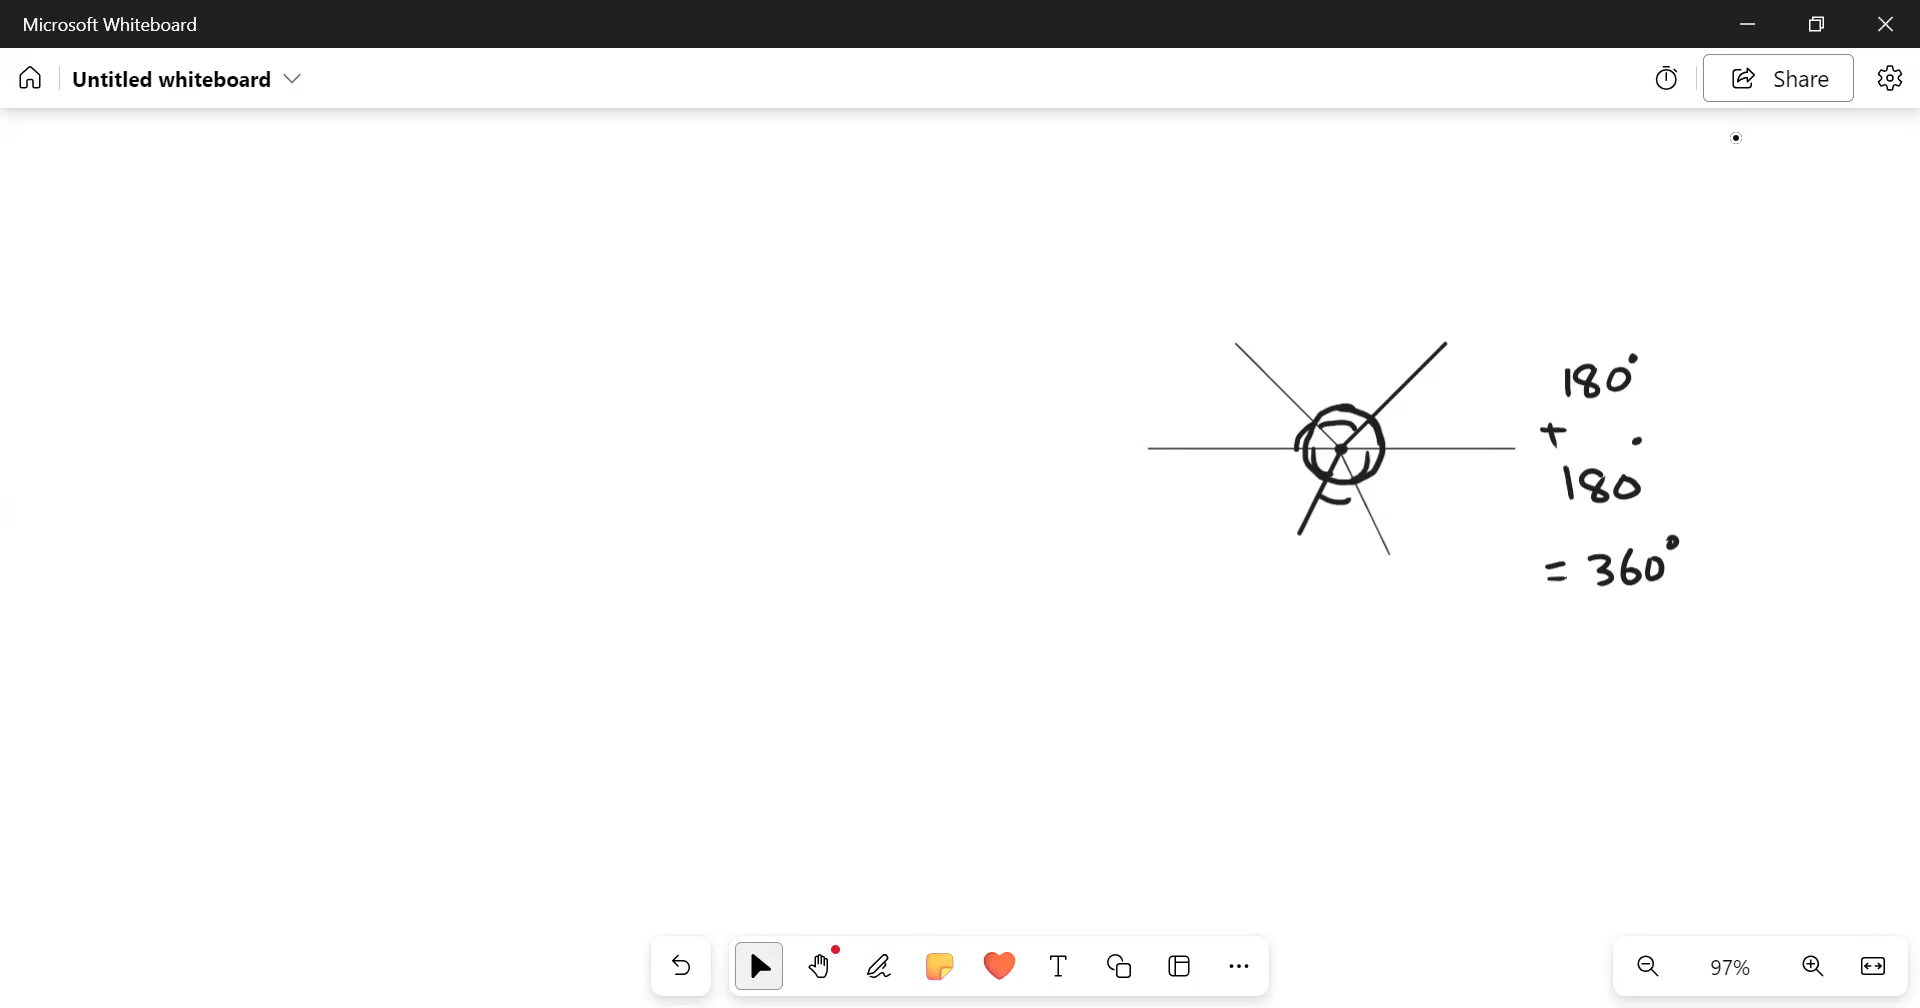 Microsoft Whiteboard
Untitled whiteboard
Share
180°
+
180°
= 360°
97%